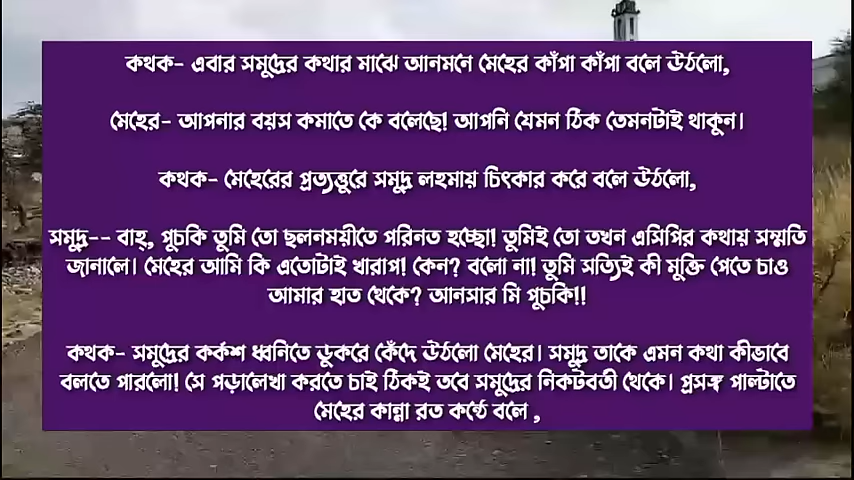 কথক- এবার সমুদ্রের কথার মাঝে আনমনে মেহের কাঁপা কাঁপা বলে উঠলো,
মেহের- আপনার বয়স কমাতে কে বলেছে! আপনি যেমন ঠিক তেমনটাই থাকুন।
কথক- মেহেরের প্রত্যত্তুরে সমুদ্র লহমায় চিৎকার করে বলে উঠলো,
সমুদ্র-- বাহ্, পুচকি তুমি তো ছলনময়ীতে পরিনত হচ্ছো! তুমিই তো তখন এসিপির কথায় সম্মতি
জানালে। মেহের আমি কি এতোটাই খারাপ! কেন? বলো না! তুমি সত্যিই কী মুক্তি পেতে চাও
আমার হাত থেকে? আনসার মি পুচকি!!
কথক- সমুদ্রের কর্কশ ধ্বনিতে ডুকরে কেঁদে উঠলো মেহের। সমুদ্র তাকে এমন কথা কীভাবে
বলতে পারলো! সে পড়ালেখা করতে চাই ঠিকই তবে সমুদ্রের নিকটবর্তী থেকে। প্রসঙ্গ পাল্টাতে
মেহের কান্না রত কন্ঠে বলে ,